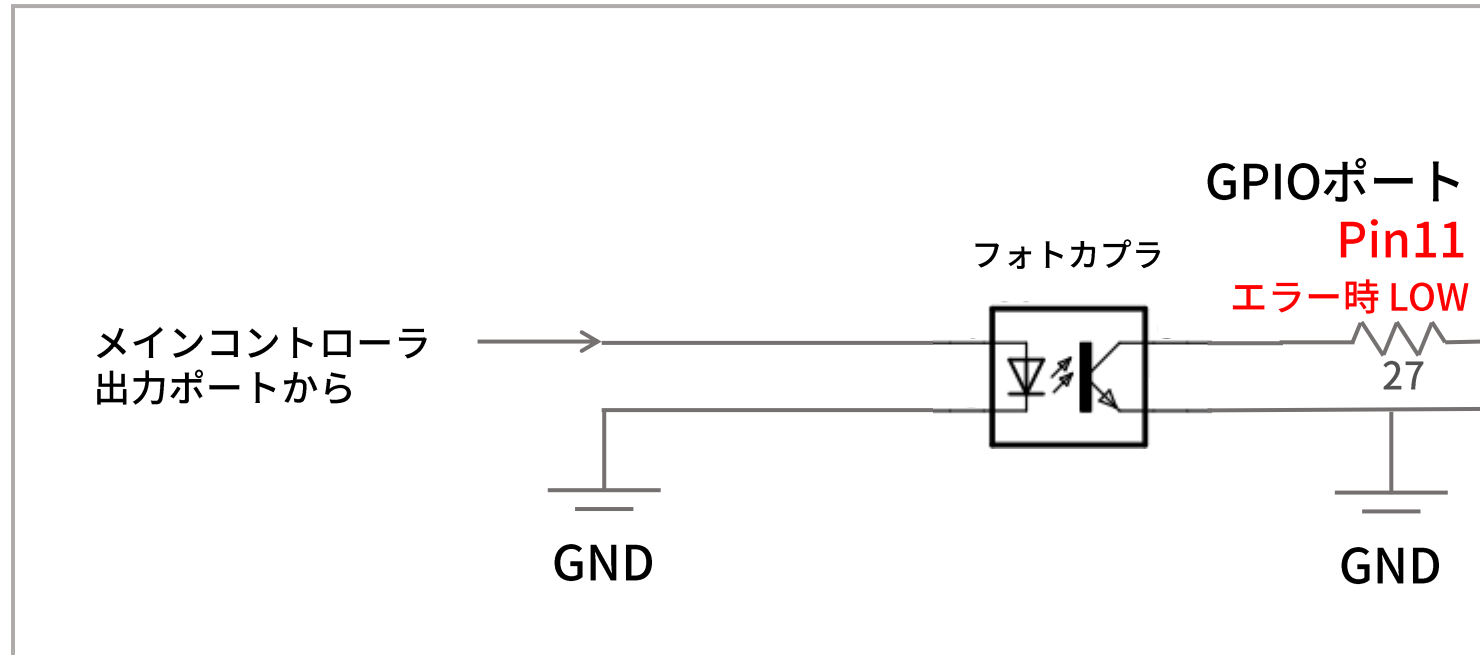 GPIOポート
Pin11
フォトカプラ
エラー時 LOW
メインコントローラ
出力ポートから
27
GND
GND